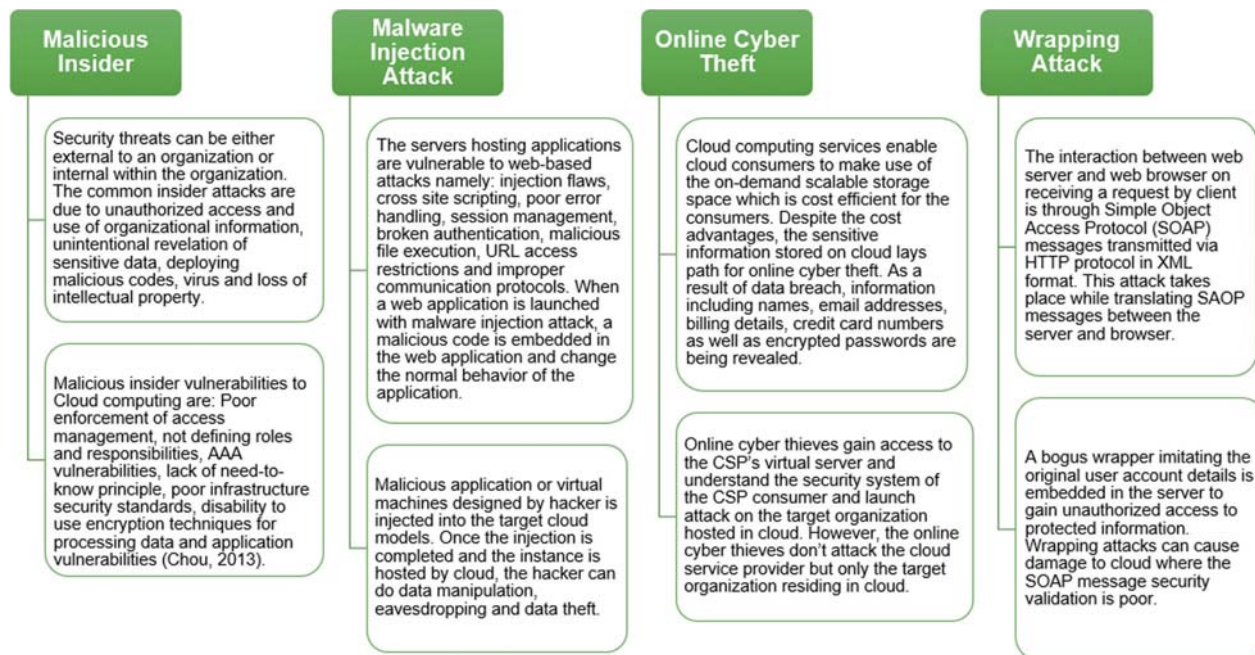 Malicious
Insider
Security threats can be either
external to an organization or
internal within the organization.
The common insider attacks are
due to unauthorized access and
use of organizational information,
unintentional revelation of
sensitive data, deploying
malicious codes, virus and loss of
intellectual property.
Malicious insider vulnerabilities to
Cloud computing are: Poor
enforcement of access
management, not defining roles
and responsibilities, AAA
vulnerabilities, lack of need-to-
know principle, poor infrastructure
security standards, disability to
use encryption techniques for
processing data and application
vulnerabilities (Chou, 2013).
Malware
Injection
Attack
The servers hosting applications
are vulnerable to web-based
attacks namely: injection flaws,
cross site scripting, poor error
handling, session management,
broken authentication, malicious
file execution, URL access
restrictions and improper
communication protocols. When
a web application is launched
with malware injection attack, a
malicious code is embedded
in the web application and change
the normal behavior of the
application.
Malicious application or virtual
machines designed by hacker is
injected into the target cloud
models. Once the injection is
completed and the instance is
hosted by cloud, the hacker can
do data manipulation,
eavesdropping and data theft.
Online Cyber
Theft
Cloud computing services enable
cloud consumers to make use of
the on-demand scalable storage
space which is cost efficient for the
consumers. Despite the cost
advantages, the sensitive
information stored on cloud lays
path for online cyber theft. As a
result of data breach, information
including names, email addresses,
billing details, credit card numbers
as well as encrypted passwords are
being revealed.
Online cyber thieves gain access to
the CSP's virtual server and
understand the security system of
the CSP consumer and launch
attack on the target organization
hosted in cloud. However, the online
cyber thieves don't attack the cloud
service provider but only the target
organization residing in cloud.
Wrapping
Attack
The interaction between web
server and web browser on
receiving a request by client
is through Simple Object
Access Protocol (SOAP)
messages transmitted via
HTTP protocol in XML
format. This attack takes
place while translating SAOP
messages between the
server and browser.
A bogus wrapper imitating the
original user account details is
embedded in the server to
gain unauthorized access to
protected information.
Wrapping attacks can cause
damage to cloud where the
SOAP message security
validation is poor.